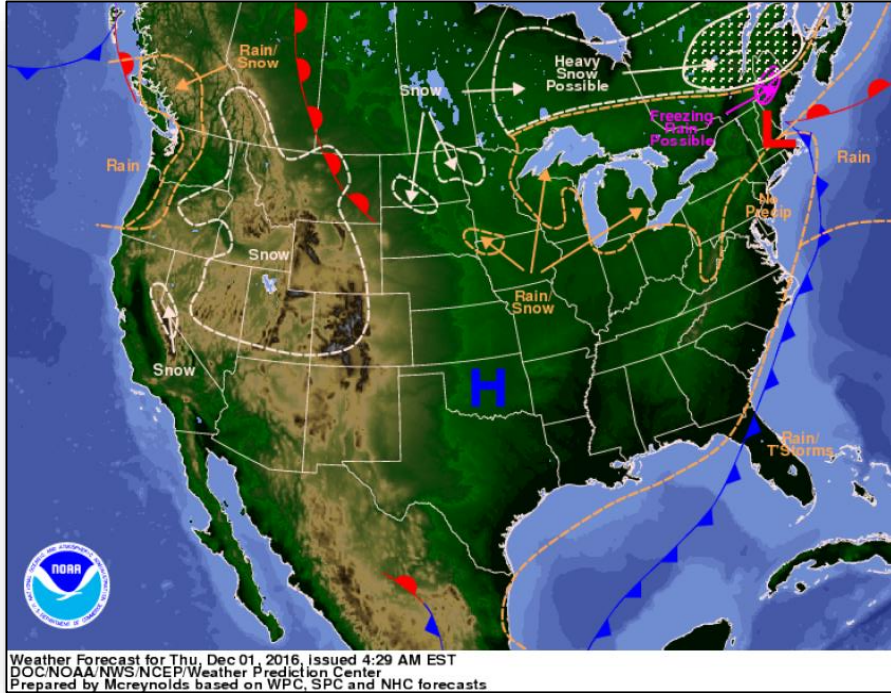 Rain/
Snow
Heavy
Snow
Possible
Snow
Freezing
Rain
Possible
L
Rain
Rain
No
Precip
Snow
Rain/
Snow
Snow
H
Rain/
T'Storms
NOAA
Weather Forecast for Thu, Dec 01, 2016, issued 4:29 AM EST
DOC/NOAA/NWS/NCEP/Weather Prediction Center
Prepared by Mcreynolds based on WPC, SPC and NHC forecasts